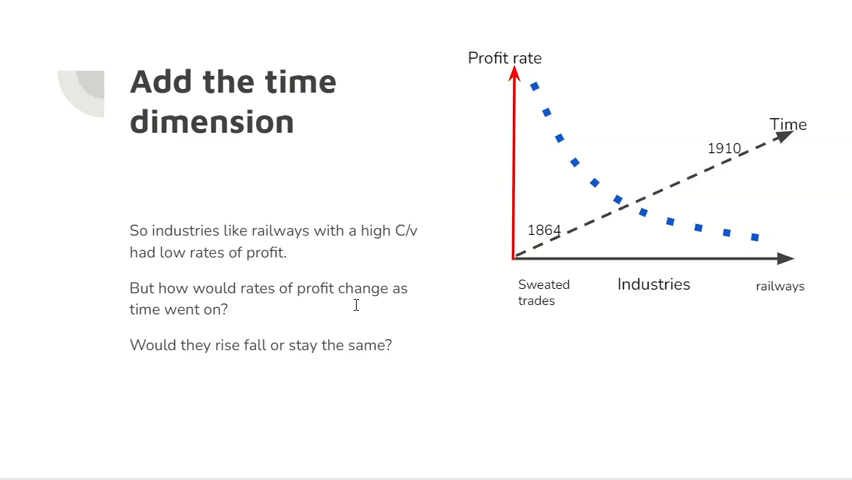 Add the time
dimension
So industries like railways with a high C/v
had low rates of profit.
But how would rates of profit change as
time went on?
Would they rise fall or stay the same?
Profit rate
Time
1910
1864
Sweated
trades
Industries
railways